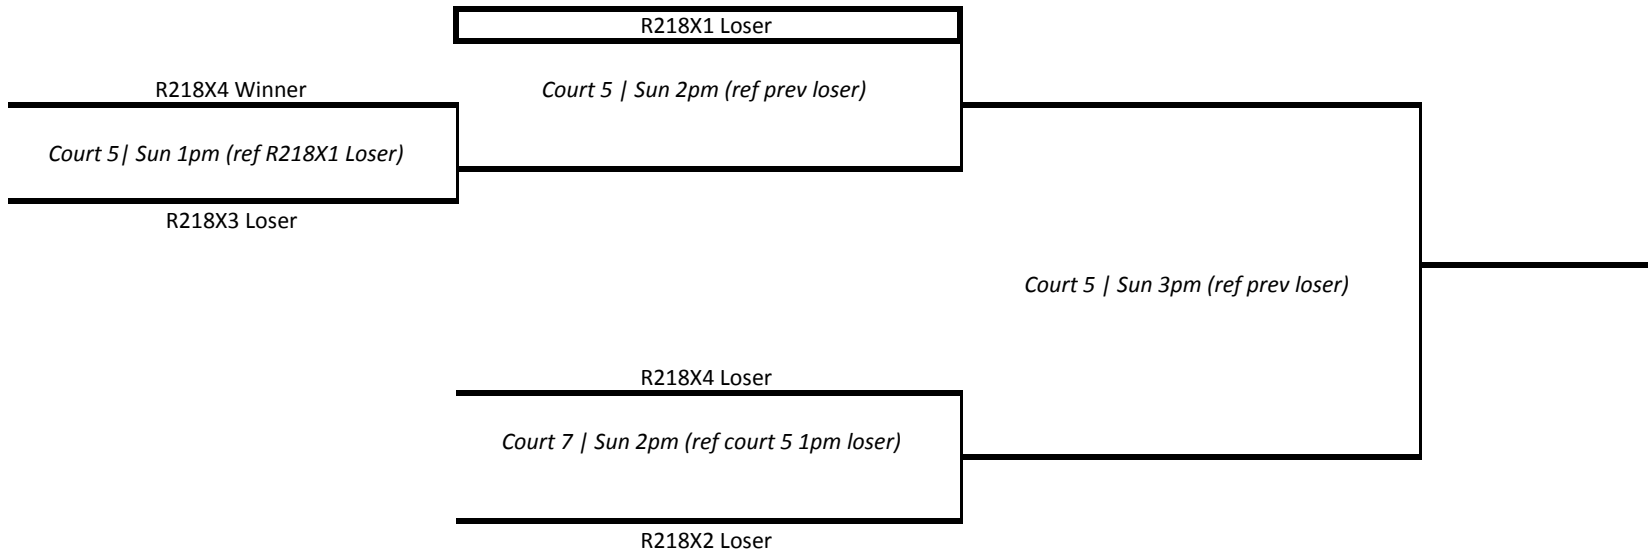 R218X1 Loser
R218X4 Winner
Court 5 | Sun 2pm (ref prev loser)
Court 5| Sun 1pm (ref R218X1 Loser)
R218X3 Loser
Court 5 | Sun 3pm (ref prev loser)
R218X4 Loser
Court 7 | Sun 2pm (ref court 5 1pm loser)
R218X2 Loser